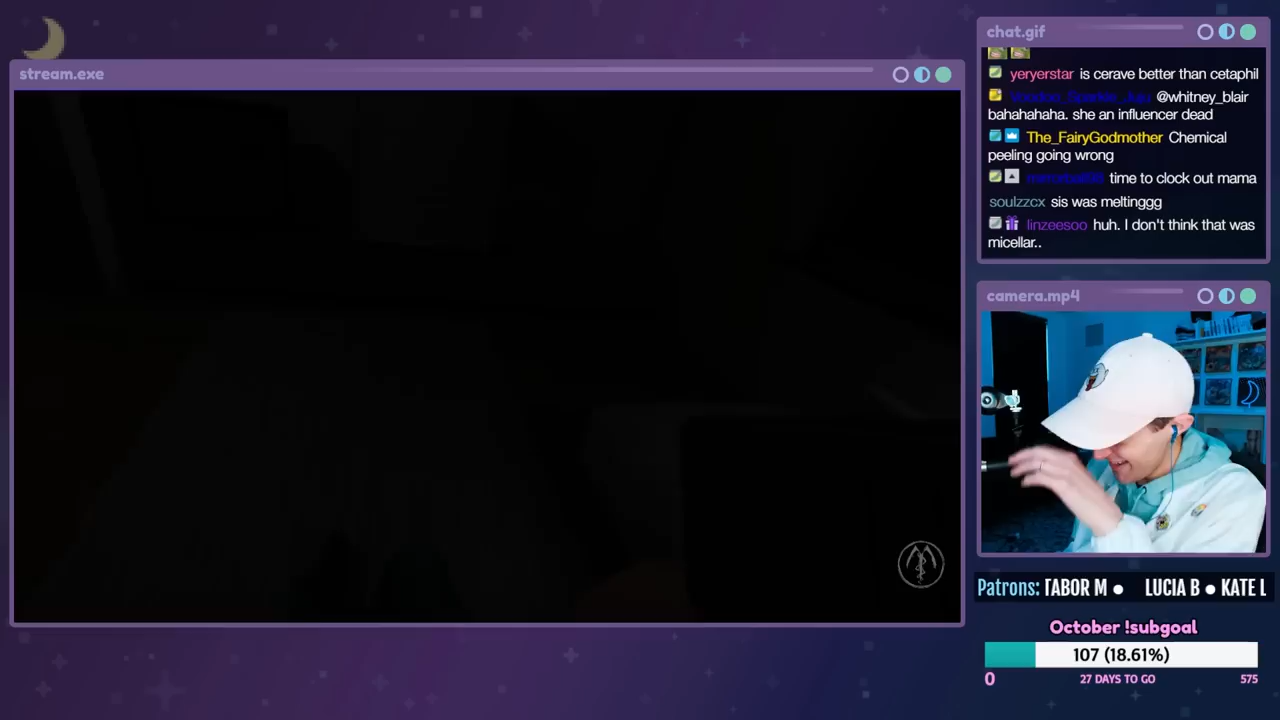 stream.exe
chat.gif
yeryerstar is cerave better than cetaphil
@whitney_blair
bahahahaha. she an influencer dead
The_FairyGodmother Chemical
peeling going wrong
time to clock out mama
soulzzcx sis was meltinggg
linzeesoo huh. I don't think that was
micellar..
camera.mp4
Patrons: TABOR M ● LUCIA B ● KATE L
October !subgoal
107 (18.61%)
0 27 DAYS TO GO 575